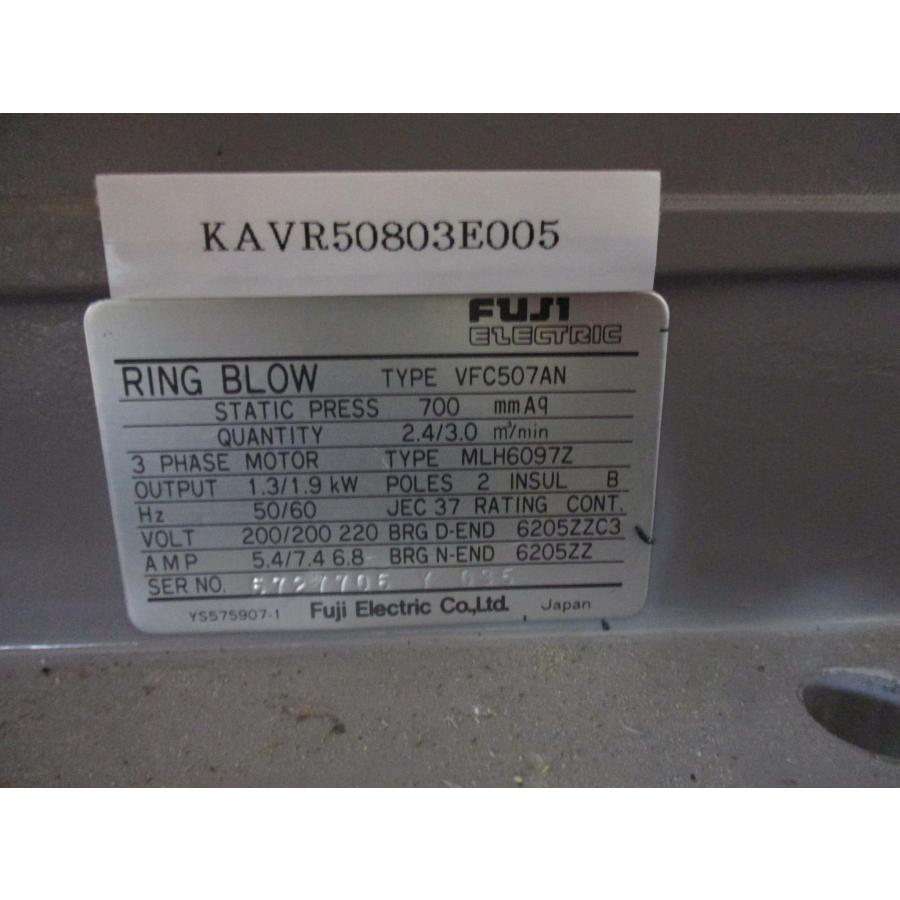 KAVR50803E005
FUJI
ELECTRIC
RING BLOW TYPE VFC507AN
STATIC PRESS 700 mmAq
QUANTITY 2.4/3.0 m³/min
3 PHASE MOTOR TYPE MLH6097Z
OUTPUT 1.3/1.9 kW POLES 2 INSUL B
Hz 50/60 JEC 37 RATING CONT.
VOLT 200/200 220 BRG D-END 6205ZZC3
AMP 5.4/7.4 6.8 BRG N-END 6205ZZ
SER NO.
YS575907-1 Fuji Electric Co.,Ltd. Japan